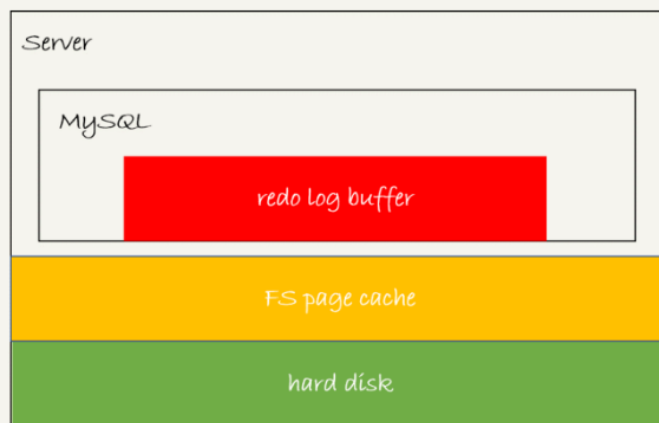 Server
MySQL
redo log buffer
FS page cache
hard disk